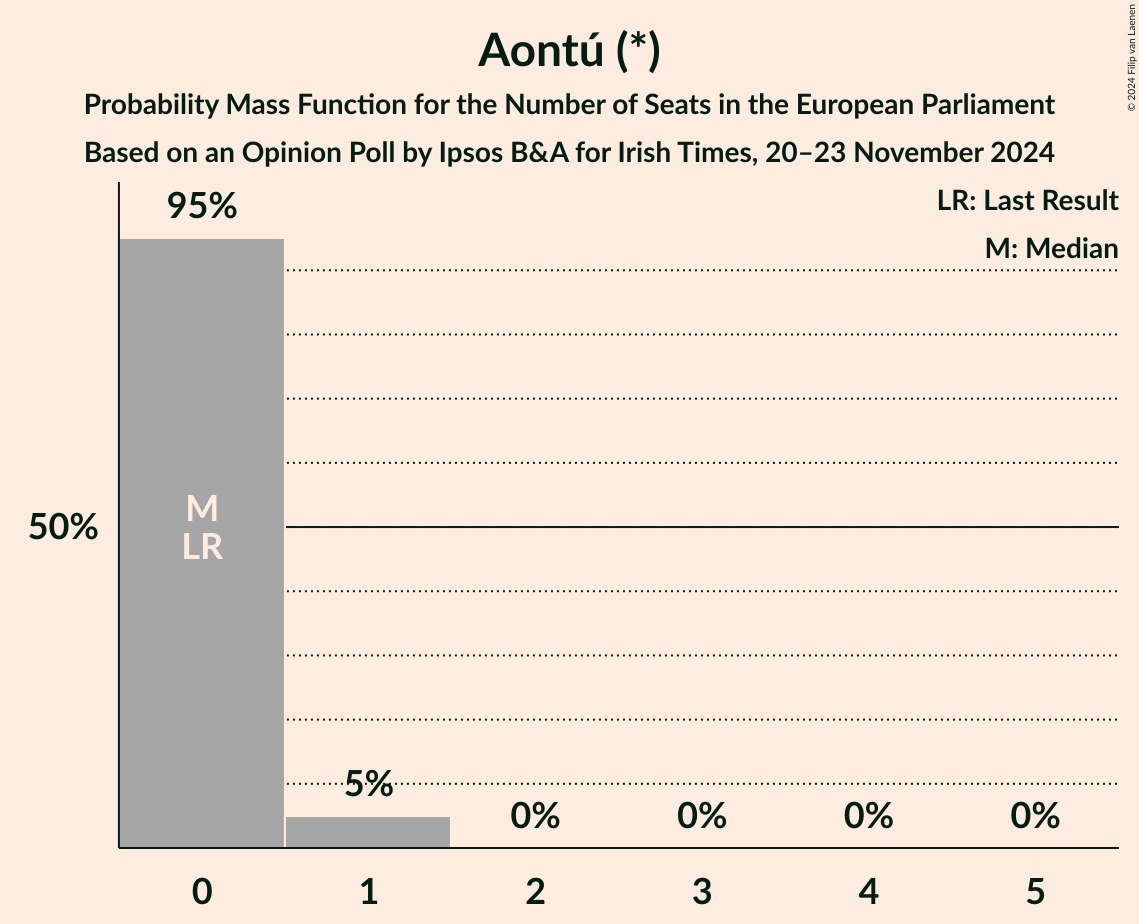 Aontú (*)
Probability Mass Function for the Number of Seats in the European Parliament
Based on an Opinion Poll by Ipsos B&A for Irish Times, 20–23 November 2024
© 2024 Filip van Laenen
LR: Last Result
M: Median
95%
50%
M
LR
5%
0%
0%
0%
0%
0
1
2
3
4
5